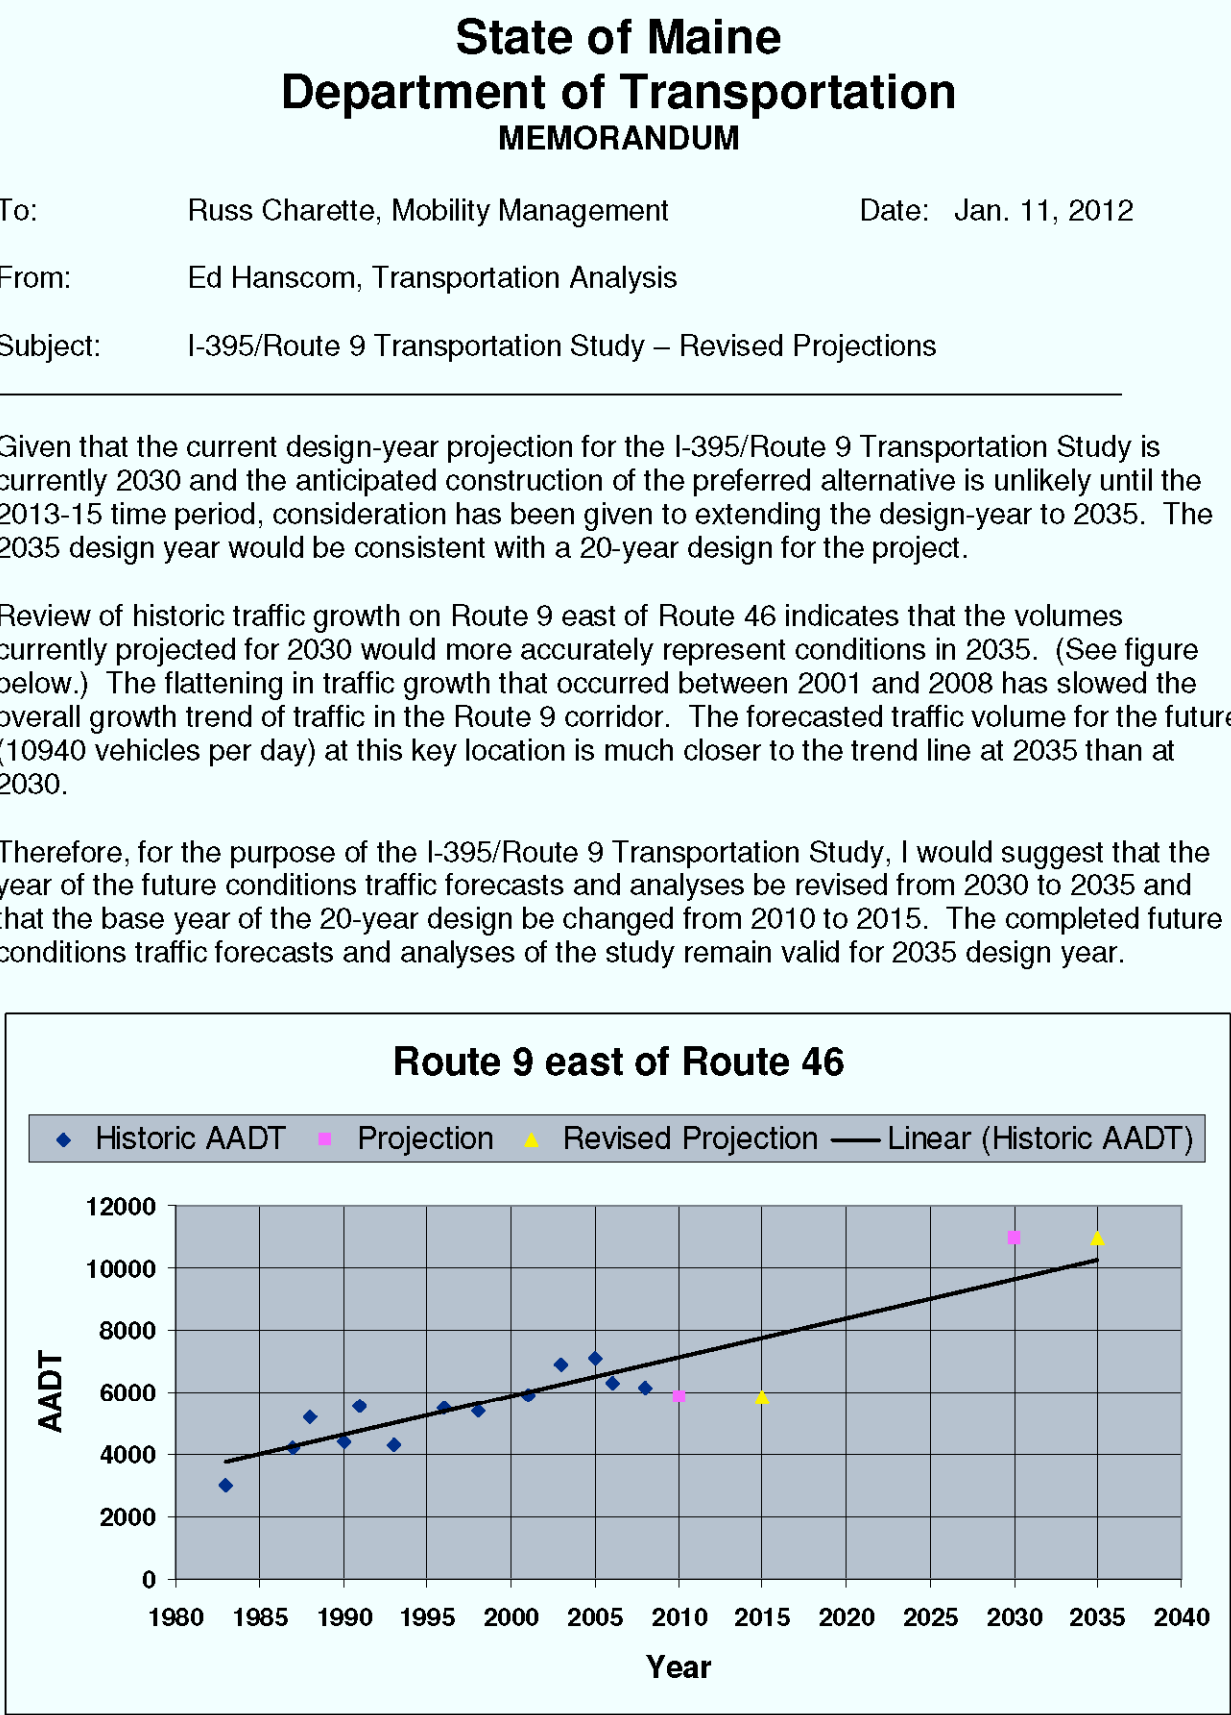 State of Maine
Department of Transportation
MEMORANDUM
To: Russ Charette, Mobility Management Date: Jan. 11, 2012
From: Ed Hanscom, Transportation Analysis
Subject: I-395/Route 9 Transportation Study – Revised Projections
Given that the current design-year projection for the I-395/Route 9 Transportation Study is
currently 2030 and the anticipated construction of the preferred alternative is unlikely until the
2013-15 time period, consideration has been given to extending the design-year to 2035. The
2035 design year would be consistent with a 20-year design for the project.
Review of historic traffic growth on Route 9 east of Route 46 indicates that the volumes
currently projected for 2030 would more accurately represent conditions in 2035. (See figure
below.) The flattening in traffic growth that occurred between 2001 and 2008 has slowed the
overall growth trend of traffic in the Route 9 corridor. The forecasted traffic volume for the future
(10940 vehicles per day) at this key location is much closer to the trend line at 2035 than at
2030.
Therefore, for the purpose of the I-395/Route 9 Transportation Study, I would suggest that the
year of the future conditions traffic forecasts and analyses be revised from 2030 to 2035 and
that the base year of the 20-year design be changed from 2010 to 2015. The completed future
conditions traffic forecasts and analyses of the study remain valid for 2035 design year.
Route 9 east of Route 46
Historic AADT Projection Revised Projection Linear (Historic AADT)
12000
10000
8000
6000
4000
2000
0
AADT
1980 1985 1990 1995 2000 2005 2010 2015 2020 2025 2030 2035 2040
Year